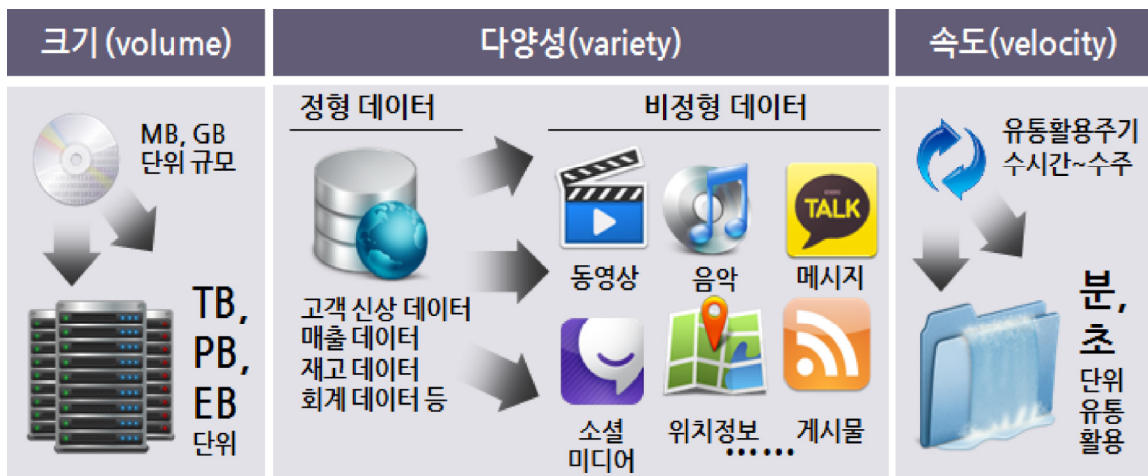 크기 (volume)
MB, GB
단위 규모
TB,
PB,
EB
단위
다양성(variety)
정형 데이터
고객 신상 데이터
매출 데이터
재고 데이터
회계 데이터 등
비정형 데이터
동영상
음악
TALK
메시지
소셜
미디어
위치정보
게시물
⋯⋯
속도(velocity)
유통활용주기
수시간~수주
분,
초
단위
유통
활용